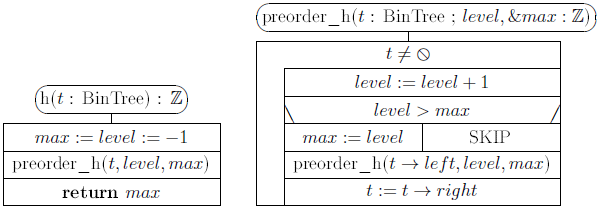 h(t : BinTree) : ℤ
max := level := −1
preorder_h(t, level, max)
return max
preorder_h(t : BinTree ; level, &max : ℤ)
t ≠ ⦸
level := level + 1
level > max
max := level SKIP
preorder_h(t → left, level, max)
t := t → right